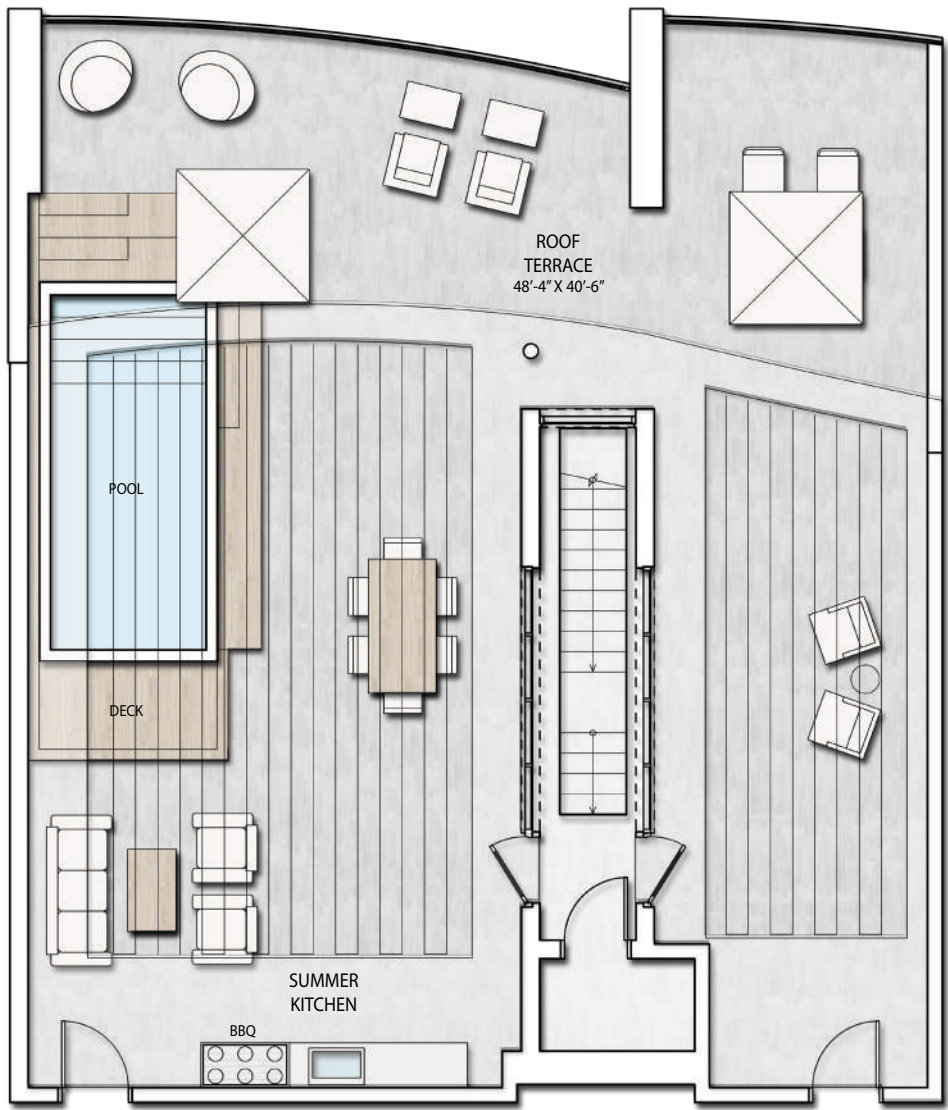 ROOF
TERRACE
48'-4" X 40'-6"
POOL
DECK
SUMMER
KITCHEN
BBQ